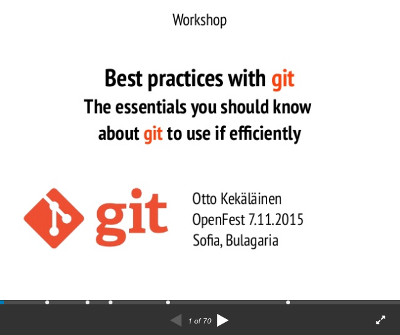 Workshop
Best practices with git
The essentials you should know
about git to use if efficiently
git
Otto Kekäläinen
OpenFest 7.11.2015
Sofia, Bulagaria
1 of 70